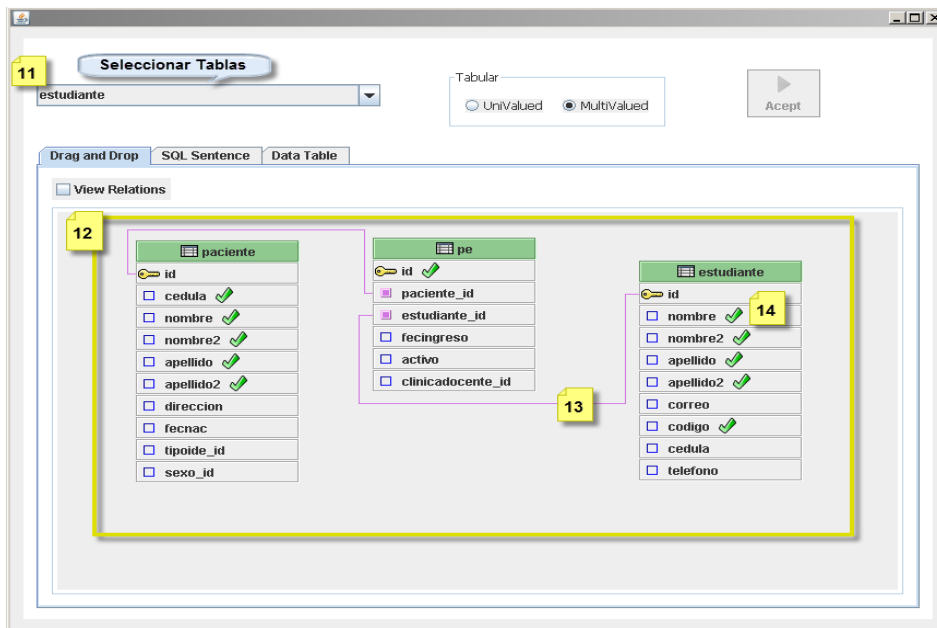 11
Seleccionar Tablas
estudiante
Tabular
UniValued
MultiValued
Acept
Drag and Drop
SQL Sentence
Data Table
View Relations
12
paciente
id
cedula
nombre
nombre2
apellido
apellido2
direccion
fecnac
tipoide_id
sexo_id
pe
id
paciente_id
estudiante_id
fecingreso
activo
clinicadocente_id
13
estudiante
id
nombre
14
nombre2
apellido
apellido2
correo
codigo
cedula
telefono